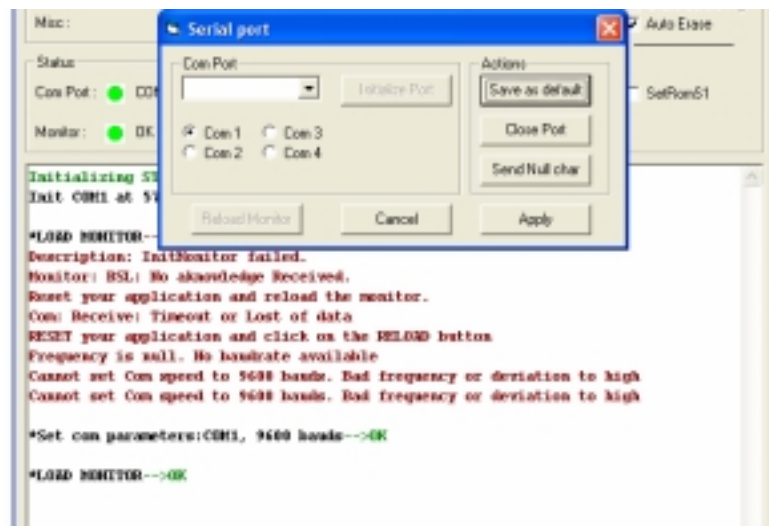 Misc :
Serial port
Auto Erase
Status
Com Port
Actions
Com Port :
Initialize Port
Save as default
SetRomS1
Monitor :
OK
Com 1
Com 3
Close Port
Com 2
Com 4
Send Null char
Initializing ST
Init COM1 at 57
Reload Monitor
Cancel
Apply
*LOAD MONITOR--
Description: InitMonitor failed.
Monitor: BSL: No aknowledge Received.
Reset your application and reload the monitor.
Com: Receive: Timeout or Lost of data
RESET your application and click on the RELOAD button
Frequency is null. No baudrate available
Cannot set Com speed to 9600 bauds. Bad frequency or deviation to high
Cannot set Com speed to 9600 bauds. Bad frequency or deviation to high
*Set com parameters:COM1, 9600 bauds-->OK
*LOAD MONITOR-->OK